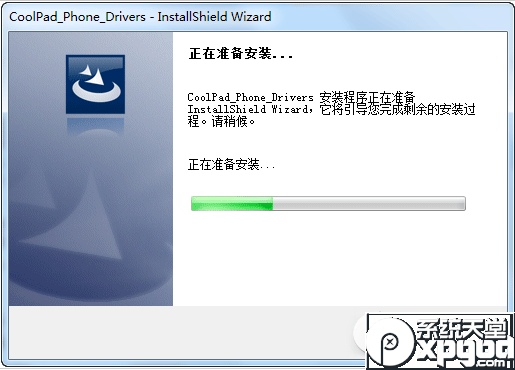 CoolPad_Phone_Drivers - InstallShield Wizard
正在准备安装...
CoolPad_Phone_Drivers 安装程序正在准备
InstallShield Wizard，它将引导您完成剩余的安装过
程。请稍候。
正在准备安装...
系统天堂
pxpgod